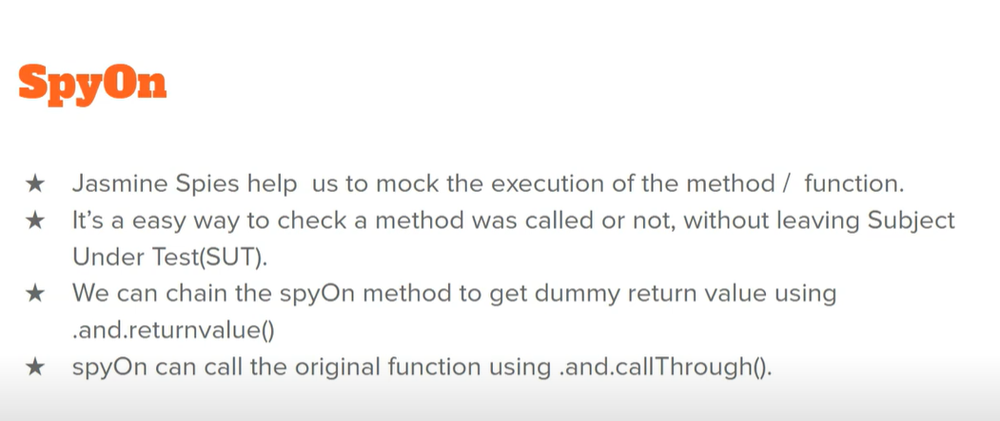 SpyOn
★ Jasmine Spies help us to mock the execution of the method / function.
★ It's a easy way to check a method was called or not, without leaving Subject
Under Test(SUT).
★ We can chain the spyOn method to get dummy return value using
.and.returnvalue()
★ spyOn can call the original function using .and.callThrough().